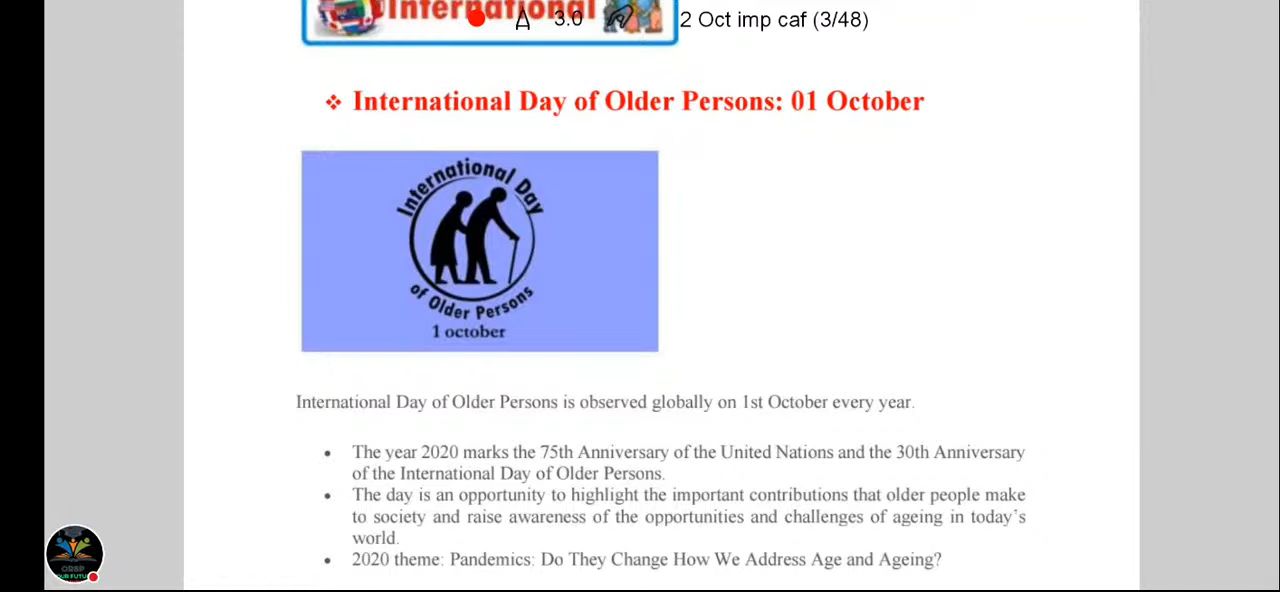 International
3.0
2 Oct imp caf (3/48)
❖ International Day of Older Persons: 01 October
International Day
of Older Persons
1 october
International Day of Older Persons is observed globally on 1st October every year.
• The year 2020 marks the 75th Anniversary of the United Nations and the 30th Anniversary
of the International Day of Older Persons.
• The day is an opportunity to highlight the important contributions that older people make
to society and raise awareness of the opportunities and challenges of ageing in today’s
world.
• 2020 theme: Pandemics: Do They Change How We Address Age and Ageing?